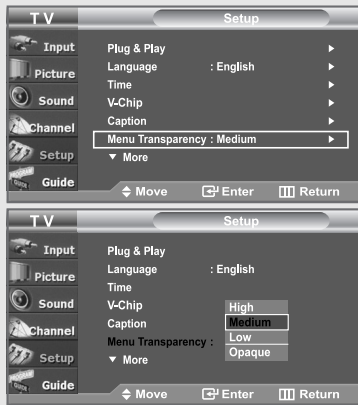 TV Setup
Input
Picture
Sound
Channel
Setup
Guide
Plug & Play
Language : English
Time
V-Chip
Caption
Menu Transparency : Medium
▼ More
Move Enter Return
TV Setup
Input
Picture
Sound
Channel
Setup
Guide
Plug & Play
Language : English
Time
V-Chip
Caption
Menu Transparency :
▼ More
High
Medium
Low
Opaque
Move Enter Return